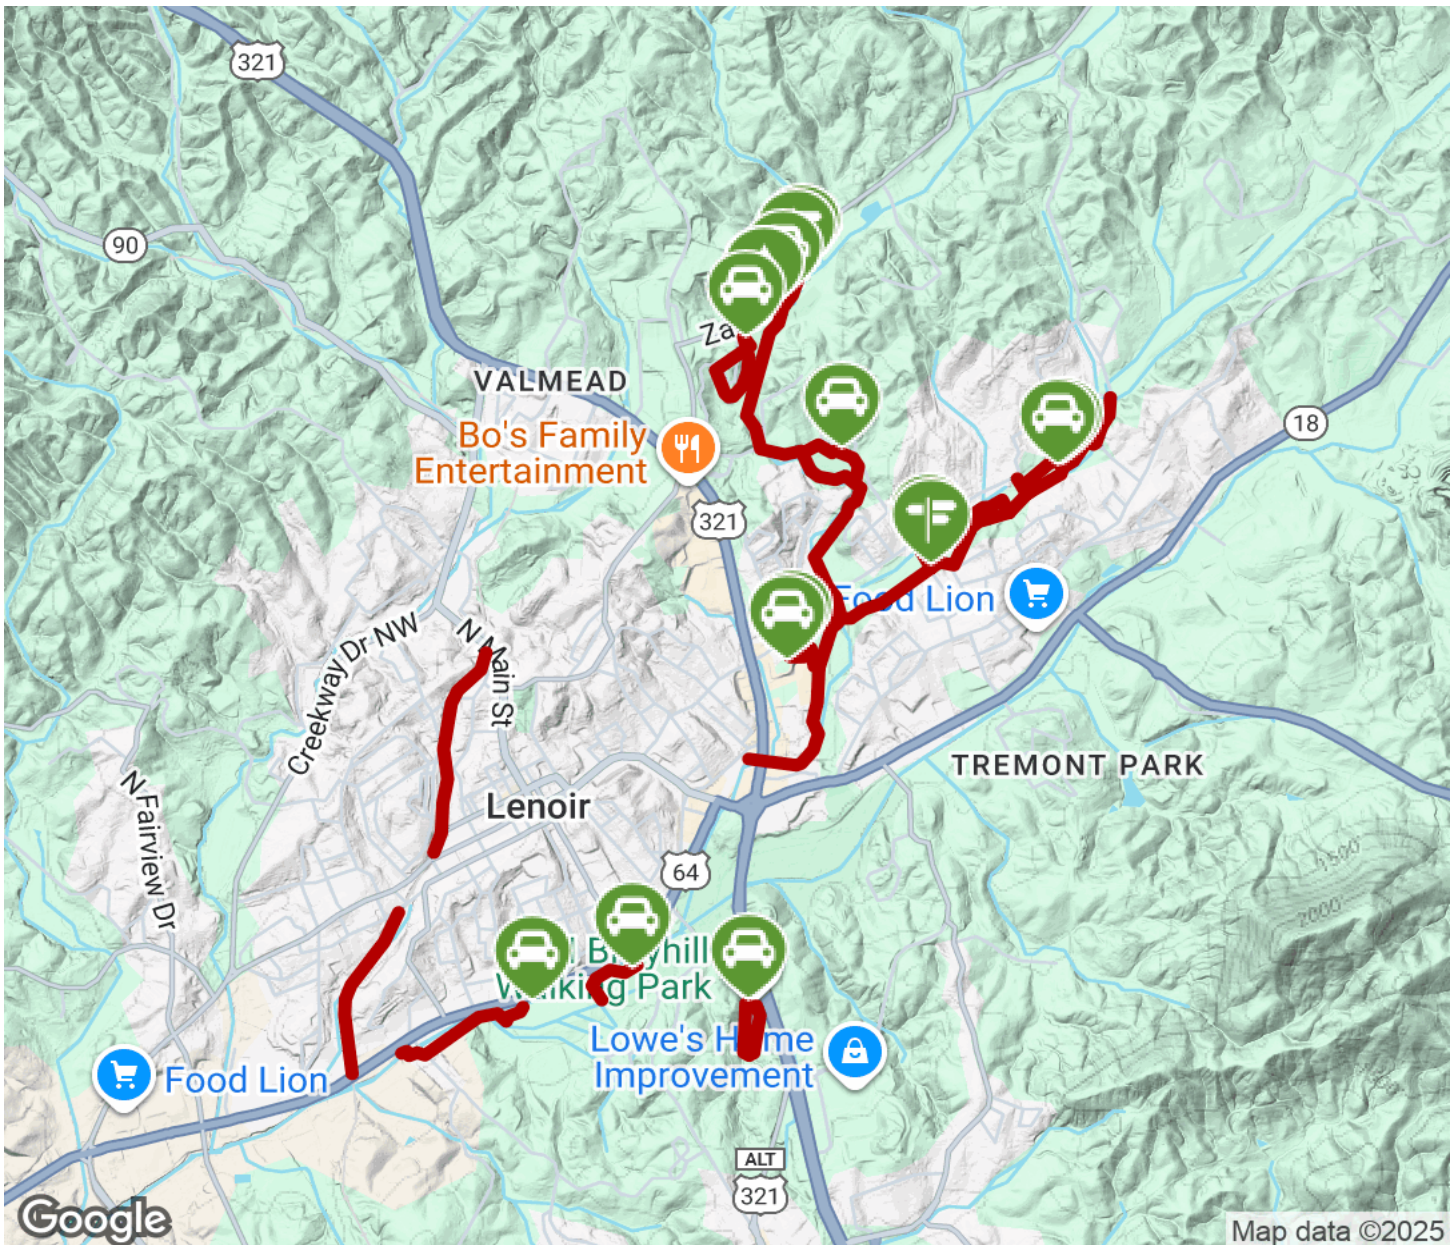 321
90
Za
VALMEAD
Bo's Family
Entertainment
18
321
Food Lion
Creekway Dr NW
N Main St
TREMONT PARK
N Fairview Dr
Lenoir
64
Walking Park
Lowe's Home
Improvement
Food Lion
ALT
321
Google
Map data ©2025